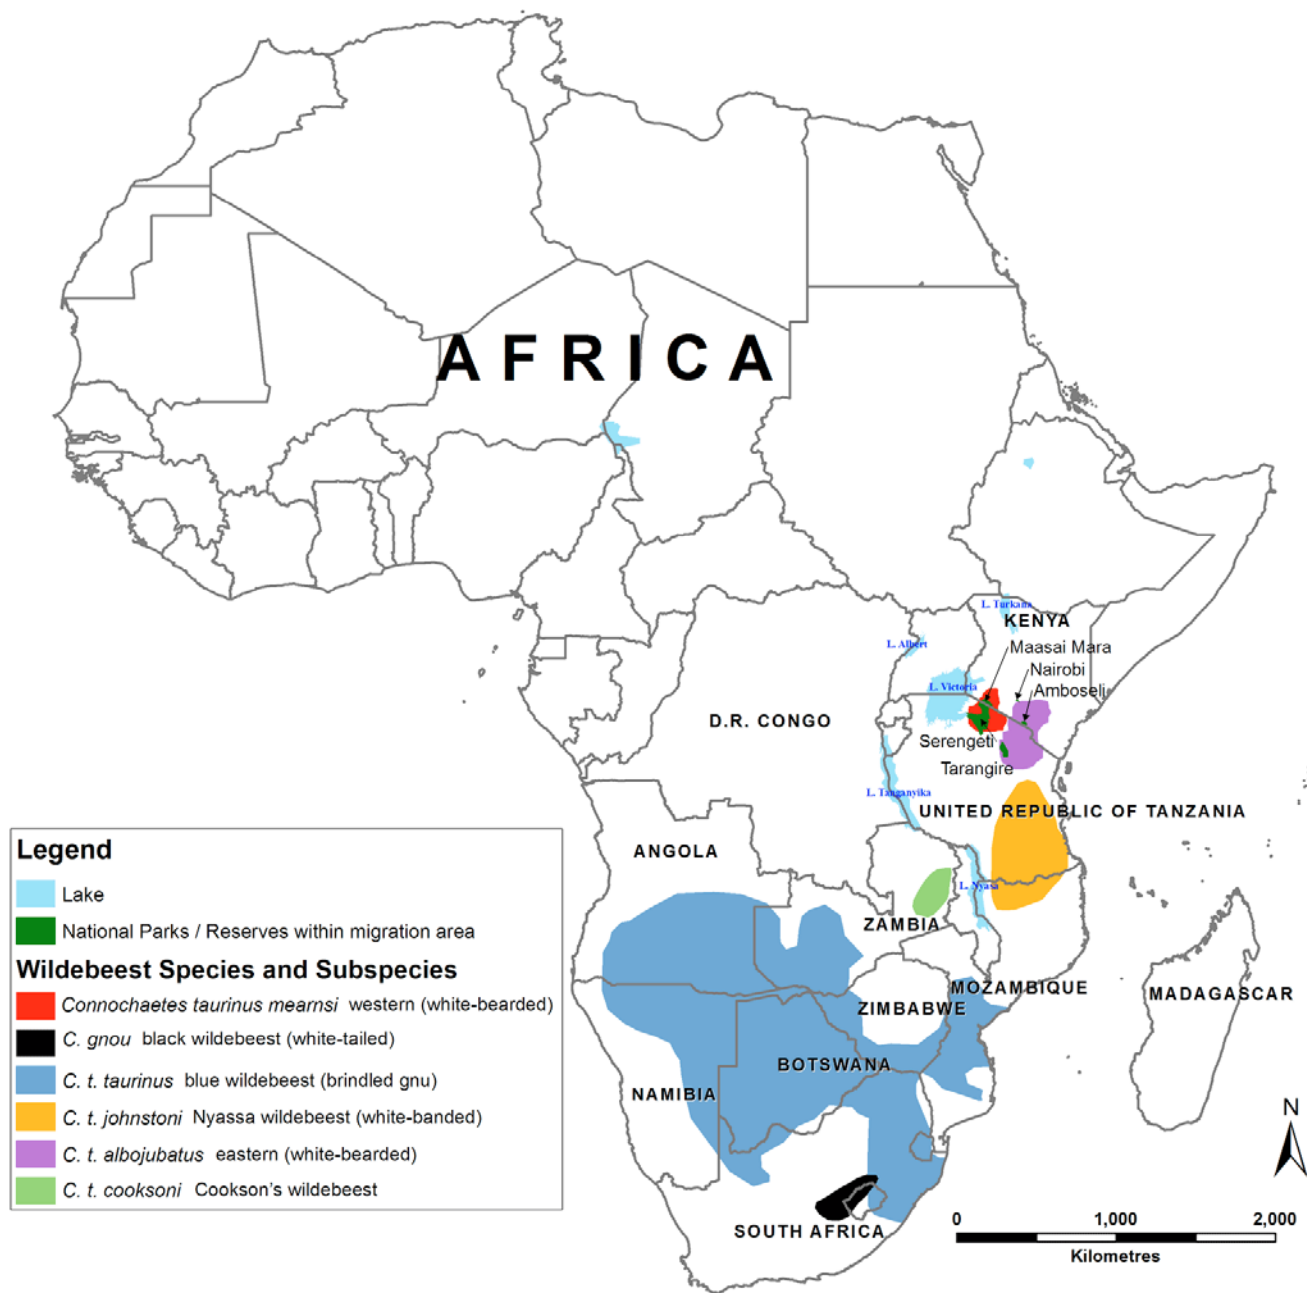 AFRICA
L. Turkana
KENYA
Maasai Mara
L. Albert
Nairobi
L. Victoria
Amboseli
D.R. CONGO
Serengeti
Tarangire
L. Tanganyika
UNITED REPUBLIC OF TANZANIA
ANGOLA
L. Nyasa
ZAMBIA
MOZAMBIQUE
MADAGASCAR
ZIMBABWE
BOTSWANA
NAMIBIA
SOUTH AFRICA
Legend
Lake
National Parks / Reserves within migration area
Wildebeest Species and Subspecies
Connochaetes taurinus mearnsi western (white-bearded)
C. gnou black wildebeest (white-tailed)
C. t. taurinus blue wildebeest (brindled gnu)
C. t. johnstoni Nyassa wildebeest (white-banded)
C. t. albojubatus eastern (white-bearded)
C. t. cooksoni Cookson's wildebeest
N
0 1,000 2,000
Kilometres